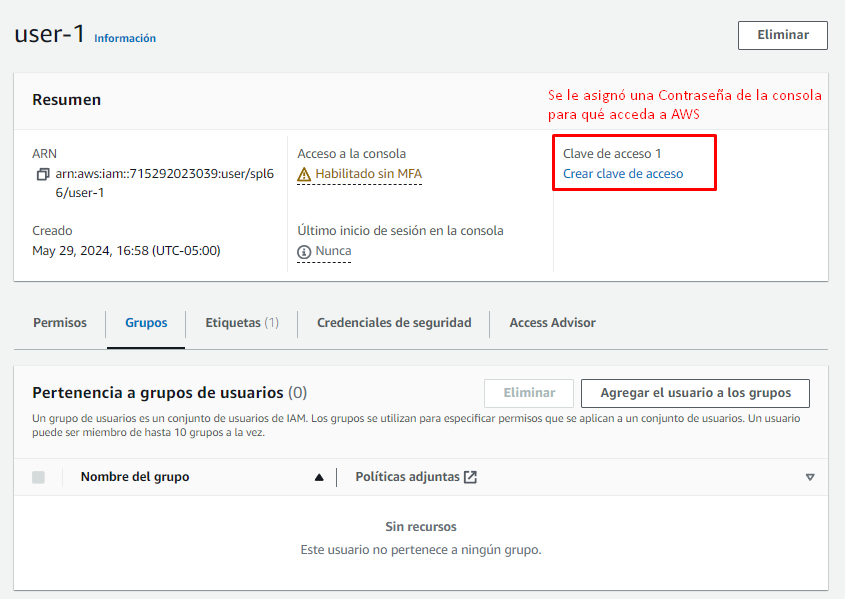 user-1 Información
Eliminar
Resumen
Se le asignó una Contraseña de la consola
para qué acceda a AWS
ARN
arn:aws:iam::715292023039:user/spl6
6/user-1
Creado
May 29, 2024, 16:58 (UTC-05:00)
Acceso a la consola
Habilitado sin MFA
Último inicio de sesión en la consola
Nunca
Clave de acceso 1
Crear clave de acceso
Permisos
Grupos
Etiquetas (1)
Credenciales de seguridad
Access Advisor
Pertenencia a grupos de usuarios (0)
Eliminar
Agregar el usuario a los grupos
Un grupo de usuarios es un conjunto de usuarios de IAM. Los grupos se utilizan para especificar permisos que se aplican a un conjunto de usuarios. Un usuario
puede ser miembro de hasta 10 grupos a la vez.
Nombre del grupo
Políticas adjuntas
Sin recursos
Este usuario no pertenece a ningún grupo.